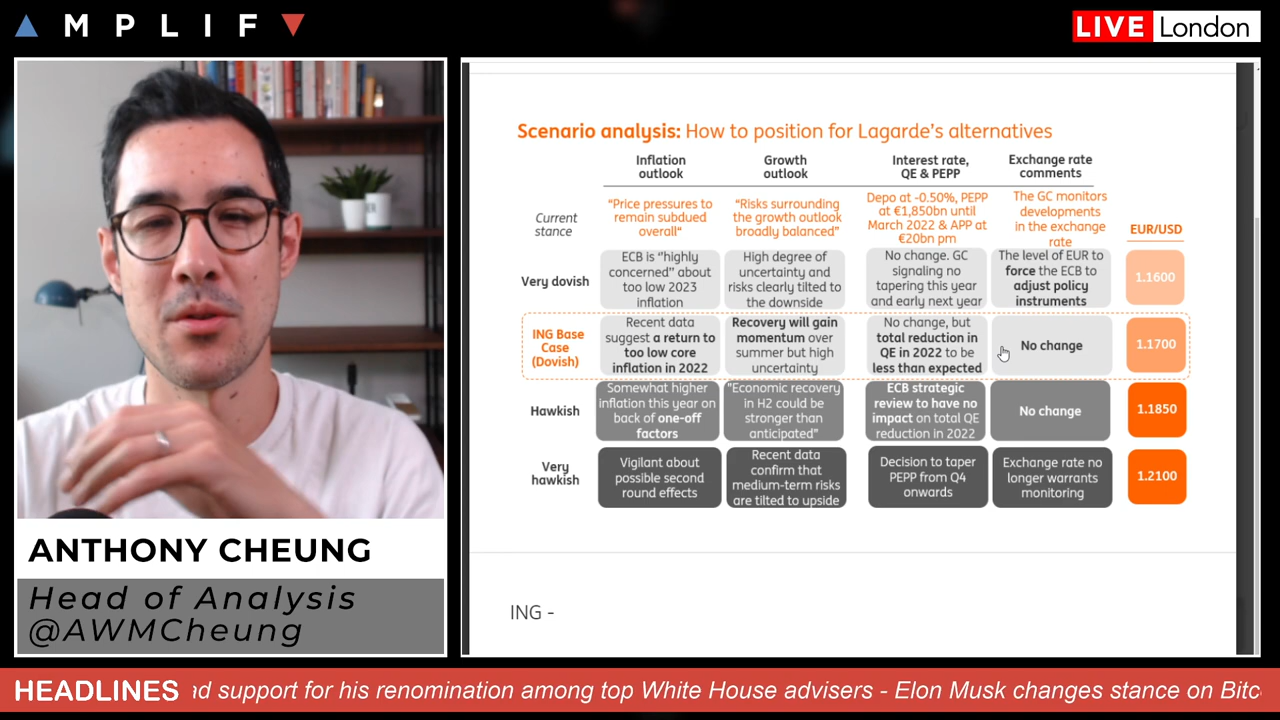 AMPLIFY
LIVE London
Scenario analysis: How to position for Lagarde's alternatives
Inflation
outlook
Growth
outlook
Interest rate,
QE & PEPP
Exchange rate
comments
Current
stance
"Price pressures to
remain subdued
overall"
"Risks surrounding
the growth outlook
broadly balanced"
Depo at -0.50%, PEPP
at €1,850bn until
March 2022 & APP at
€20bn pm
The GC monitors
developments
in the exchange
rate
EUR/USD
Very dovish
ECB is "highly
concerned" about
too low 2023
inflation
High degree of
uncertainty and
risks clearly tilted to
the downside
No change. GC
signaling no
tapering this year
and early next year
The level of EUR to
force the ECB to
adjust policy
instruments
1.1600
ING Base
Case
(Dovish)
Recent data
suggest a return to
too low core
inflation in 2022
Recovery will gain
momentum over
summer but high
uncertainty
No change, but
total reduction in
QE in 2022 to be
less than expected
No change
1.1700
Hawkish
Somewhat higher
inflation this year on
back of one-off
factors
"Economic recovery
in H2 could be
stronger than
anticipated"
ECB strategic
review to have no
impact on total QE
reduction in 2022
No change
1.1850
Very
hawkish
Vigilant about
possible second
round effects
Recent data
confirm that
medium-term risks
are tilted to upside
Decision to taper
PEPP from Q4
onwards
Exchange rate no
longer warrants
monitoring
1.2100
ING -
ANTHONY CHEUNG
Head of Analysis
@AWMCheung
HEADLINES ad support for his renomination among top White House advisers - Elon Musk changes stance on Bitc